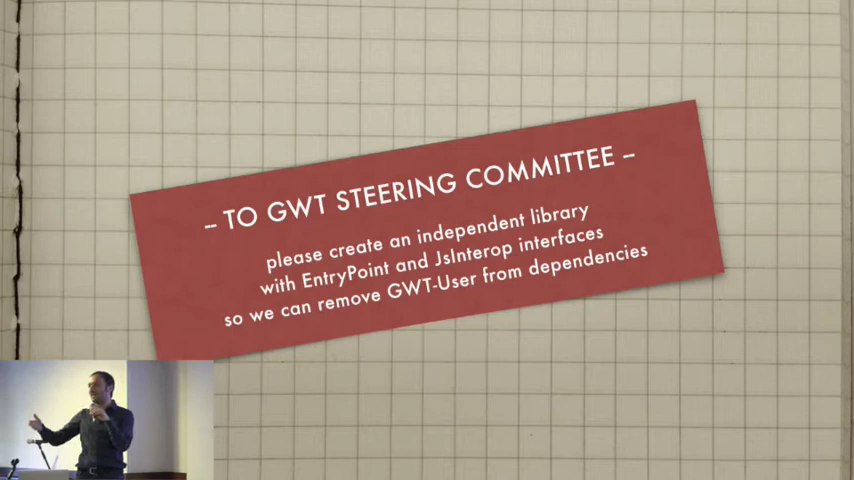 -- TO GWT STEERING COMMITTEE --
please create an independent library
with EntryPoint and JsInterop interfaces
so we can remove GWT-User from dependencies